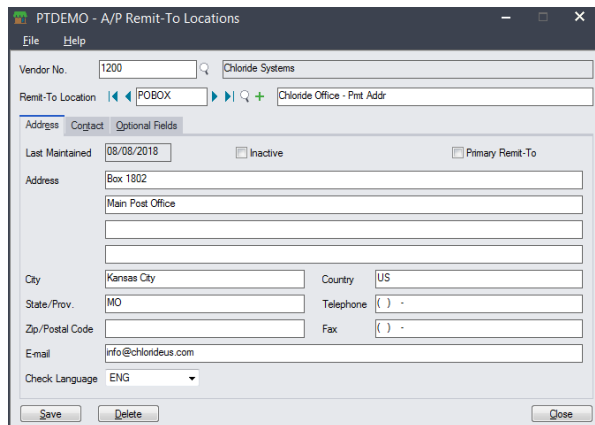 PTDEMO - A/P Remit-To Locations
File Help
Vendor No. 1200 Chloride Systems
Remit-To Location POBOX Chloride Office - Pmt Addr
Address Contact Optional Fields
Last Maintained 08/08/2018 Inactive Primary Remit-To
Address Box 1802
Main Post Office
City Kansas City Country US
State/Prov. MO Telephone ( ) -
Zip/Postal Code Fax ( ) -
E-mail info@chlorideus.com
Check Language ENG
Save Delete Close